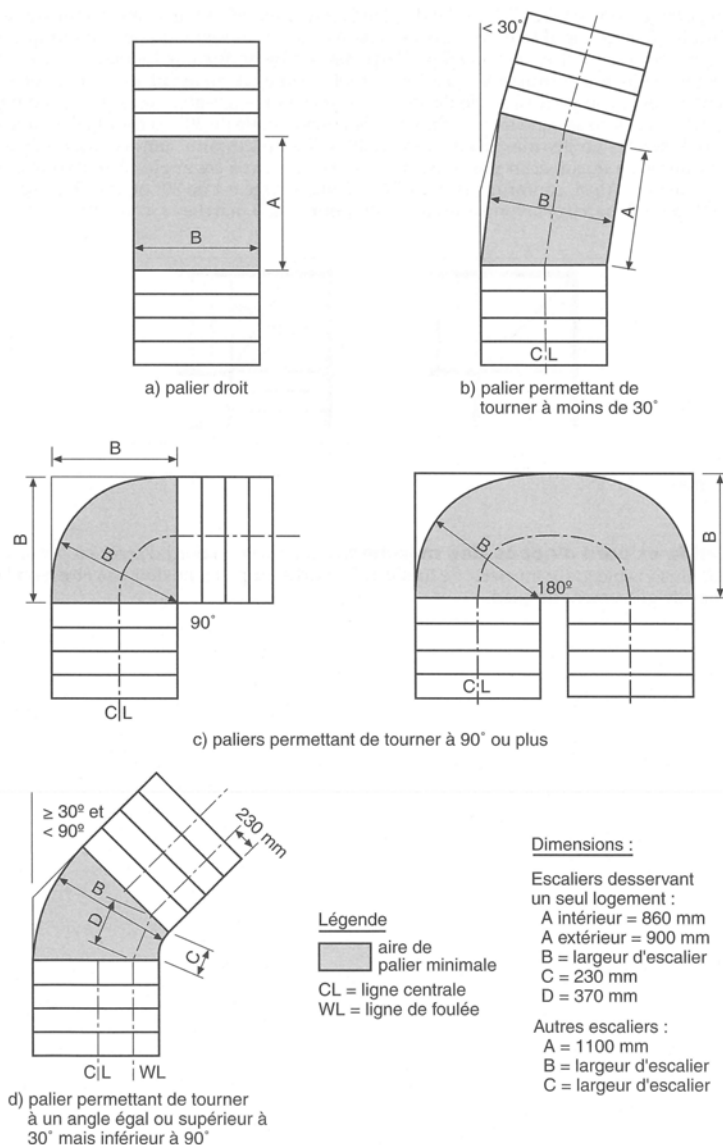 < 30°
A
B
B
A
C L
a) palier droit
b) palier permettant de
tourner à moins de 30°
B
B
B
90°
C L
B
180º
B
C L
c) paliers permettant de tourner à 90° ou plus
≥ 30º et
< 90º
230 mm
B
D
C
C L
WL
d) palier permettant de tourner
à un angle égal ou supérieur à
30° mais inférieur à 90°
Légende
aire de
palier minimale
CL = ligne centrale
WL = ligne de foulée
Dimensions :
Escaliers desservant
un seul logement :
A intérieur = 860 mm
A extérieur = 900 mm
B = largeur d'escalier
C = 230 mm
D = 370 mm
Autres escaliers :
A = 1100 mm
B = largeur d'escalier
C = largeur d'escalier